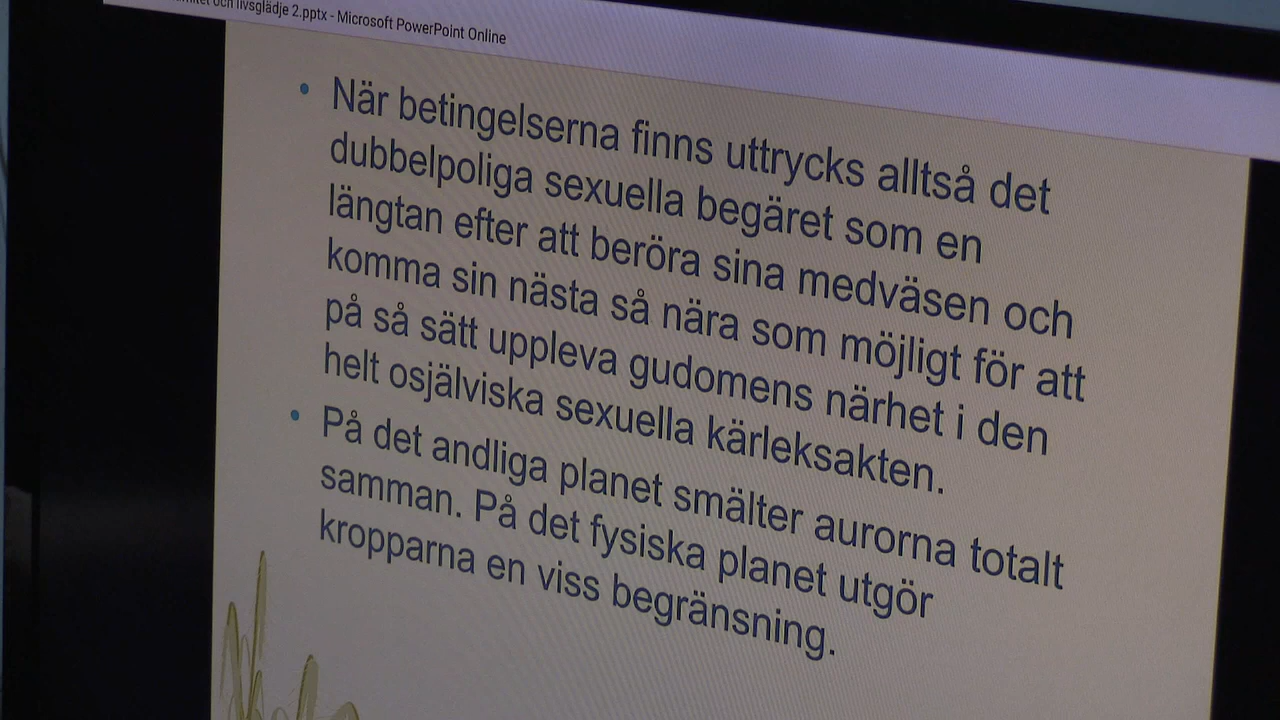 och livsglädje 2.pptx - Microsoft PowerPoint Online
• När betingelserna finns uttrycks alltså det
dubbelpoliga sexuella begäret som en
längtan efter att beröra sina medväsen och
komma sin nästa så nära som möjligt för att
på så sätt uppleva gudomens närhet i den
helt osjälviska sexuella kärleksakten.
• På det andliga planet smälter aurorna totalt
samman. På det fysiska planet utgör
kropparna en viss begränsning.